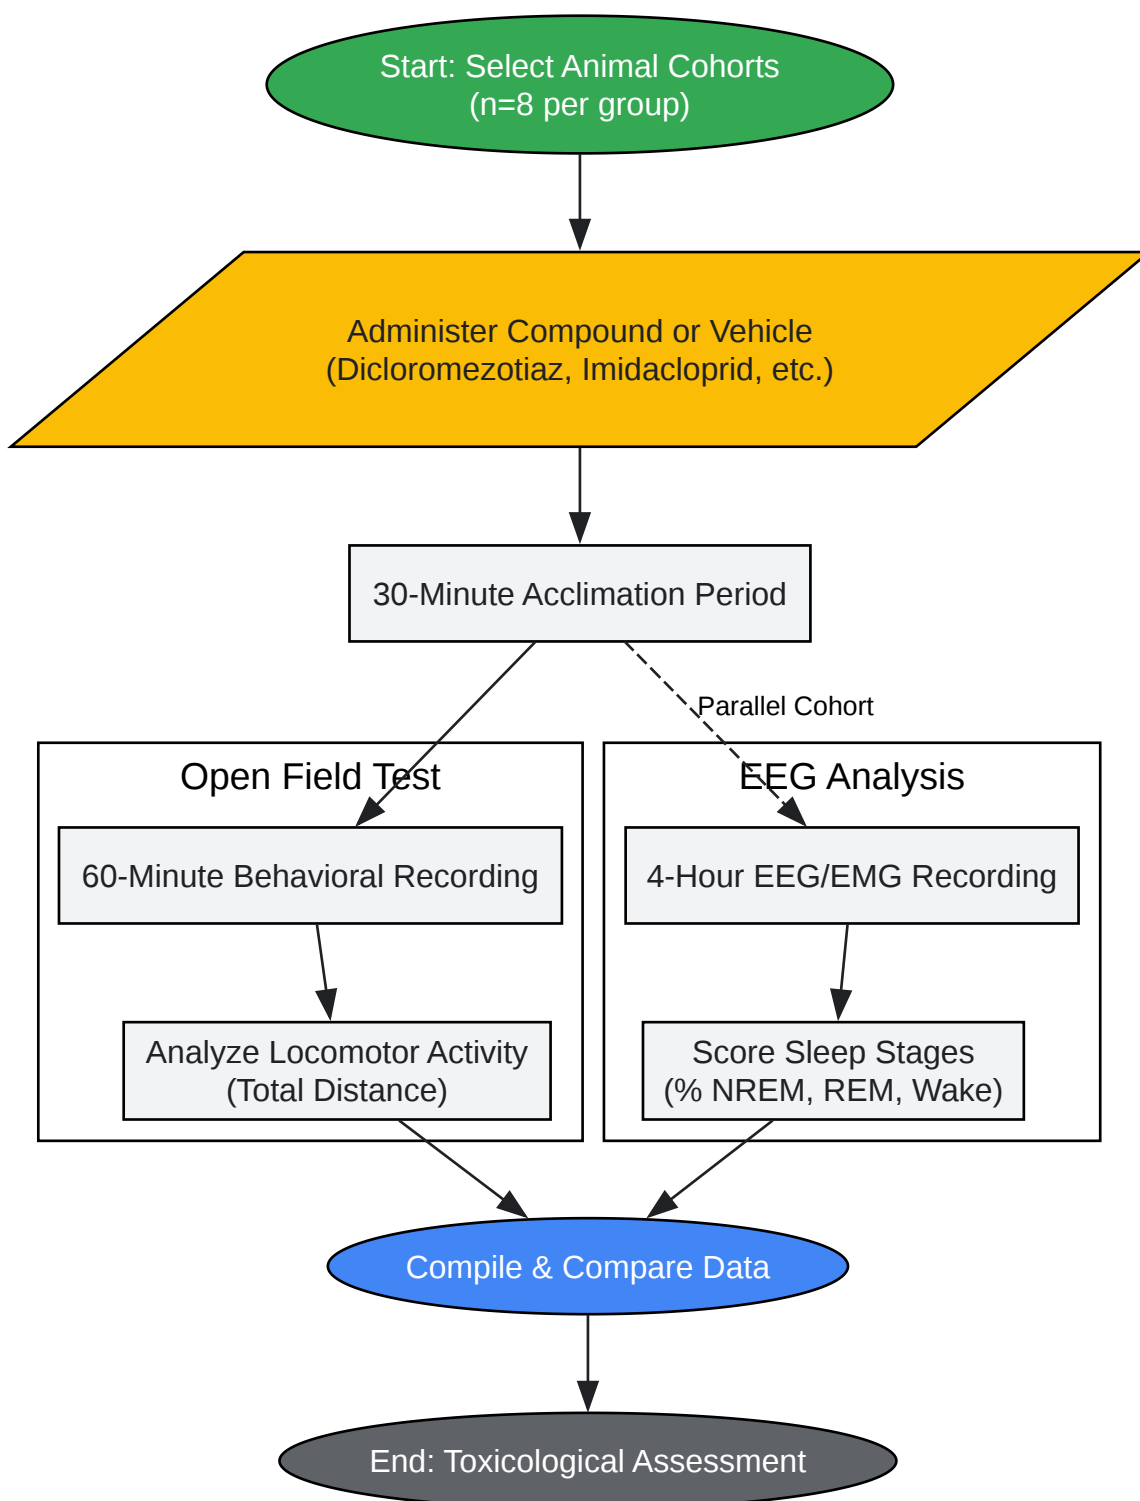 Start: Select Animal Cohorts
(n=8 per group)
Administer Compound or Vehicle
(Dicloromezotiaz, Imidacloprid, etc.)
30-Minute Acclimation Period
Parallel Cohort
Open Field Test
60-Minute Behavioral Recording
Analyze Locomotor Activity
(Total Distance)
EEG Analysis
4-Hour EEG/EMG Recording
Score Sleep Stages
(% NREM, REM, Wake)
Compile & Compare Data
End: Toxicological Assessment